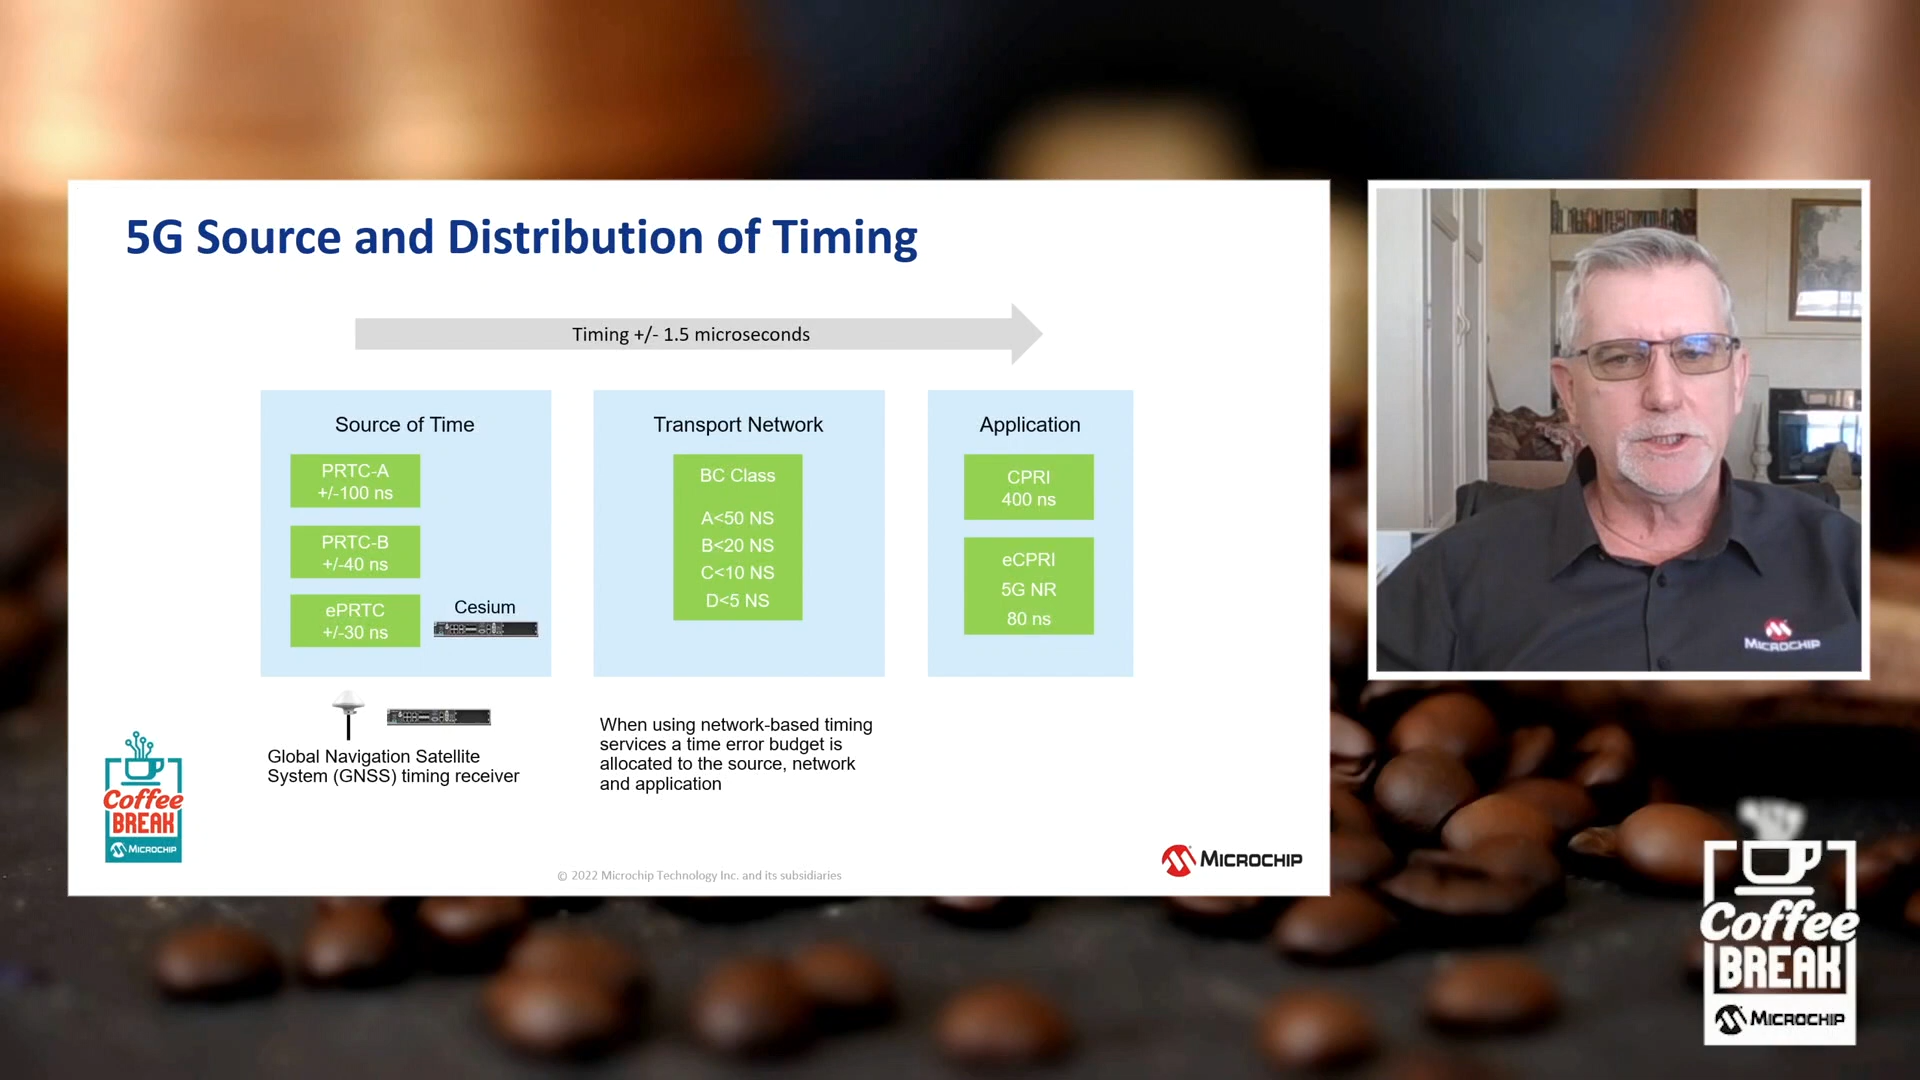 5G Source and Distribution of Timing
Timing +/- 1.5 microseconds
Source of Time
PRTC-A
+/-100 ns
PRTC-B
+/-40 ns
ePRTC
+/-30 ns
Cesium
Global Navigation Satellite
System (GNSS) timing receiver
Transport Network
BC Class
A<50 NS
B<20 NS
C<10 NS
D<5 NS
When using network-based timing
services a time error budget is
allocated to the source, network
and application
Application
CPRI
400 ns
eCPRI
5G NR
80 ns
Coffee
BREAK
MICROCHIP
© 2022 Microchip Technology Inc. and its subsidiaries
MICROCHIP
MICROCHIP
Coffee
BREAK
MICROCHIP